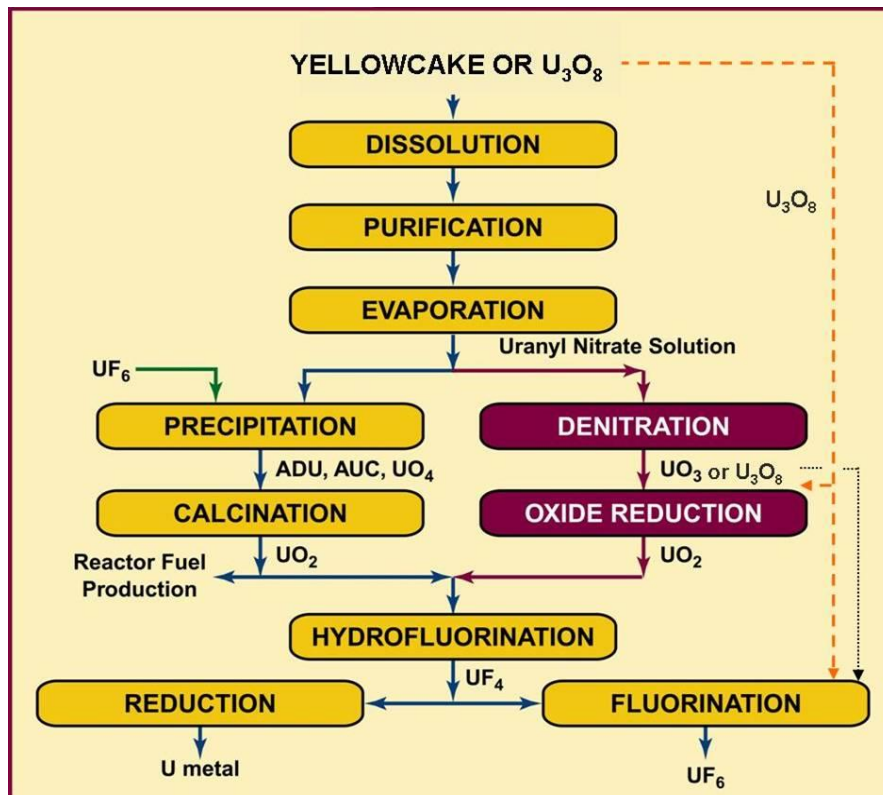 YELLOWCAKE OR U₃O₈
DISSOLUTION
U₃O₈
PURIFICATION
EVAPORATION
Uranyl Nitrate Solution
UF₆
PRECIPITATION
DENITRATION
ADU, AUC, UO₄
UO₃ or U₃O₈
CALCINATION
OXIDE REDUCTION
Reactor Fuel
Production
UO₂
UO₂
HYDROFLUORINATION
UF₄
REDUCTION
FLUORINATION
U metal
UF₆